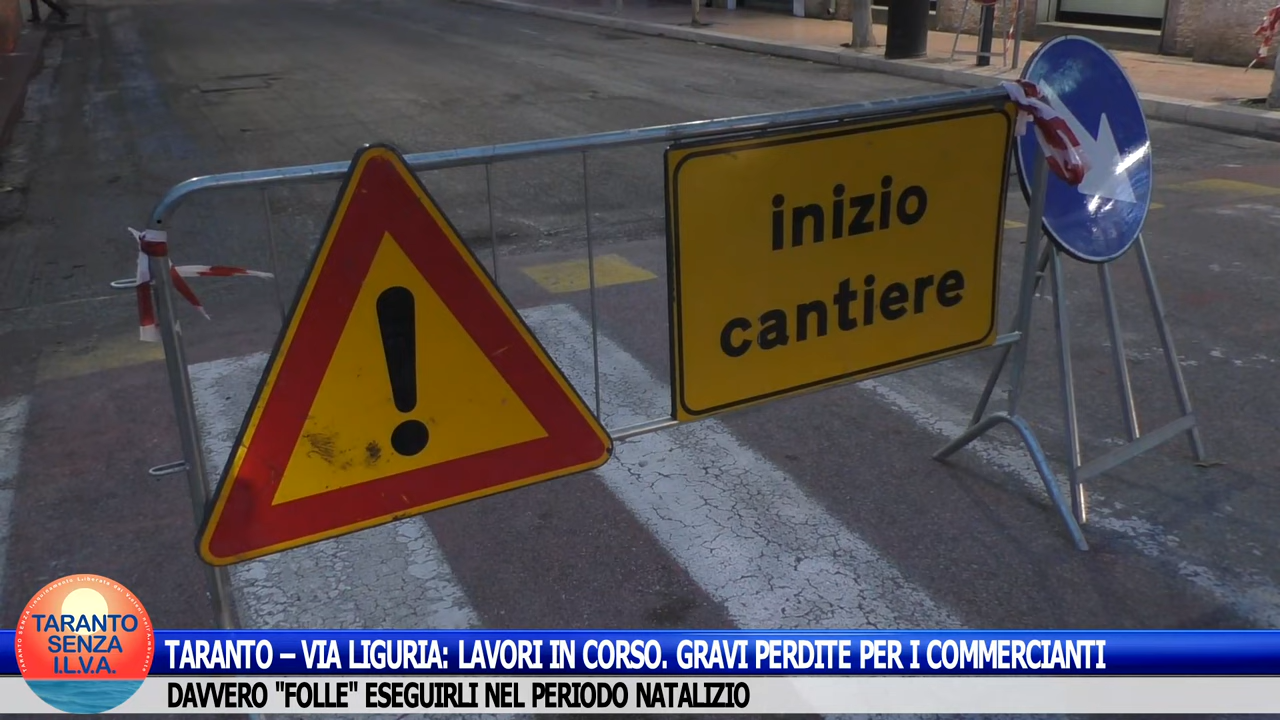 inizio
cantiere
TARANTO
SENZA
I.L.V.A.
TARANTO – VIA LIGURIA: LAVORI IN CORSO. GRAVI PERDITE PER I COMMERCIANTI
DAVVERO "FOLLE" ESEGUIRLI NEL PERIODO NATALIZIO